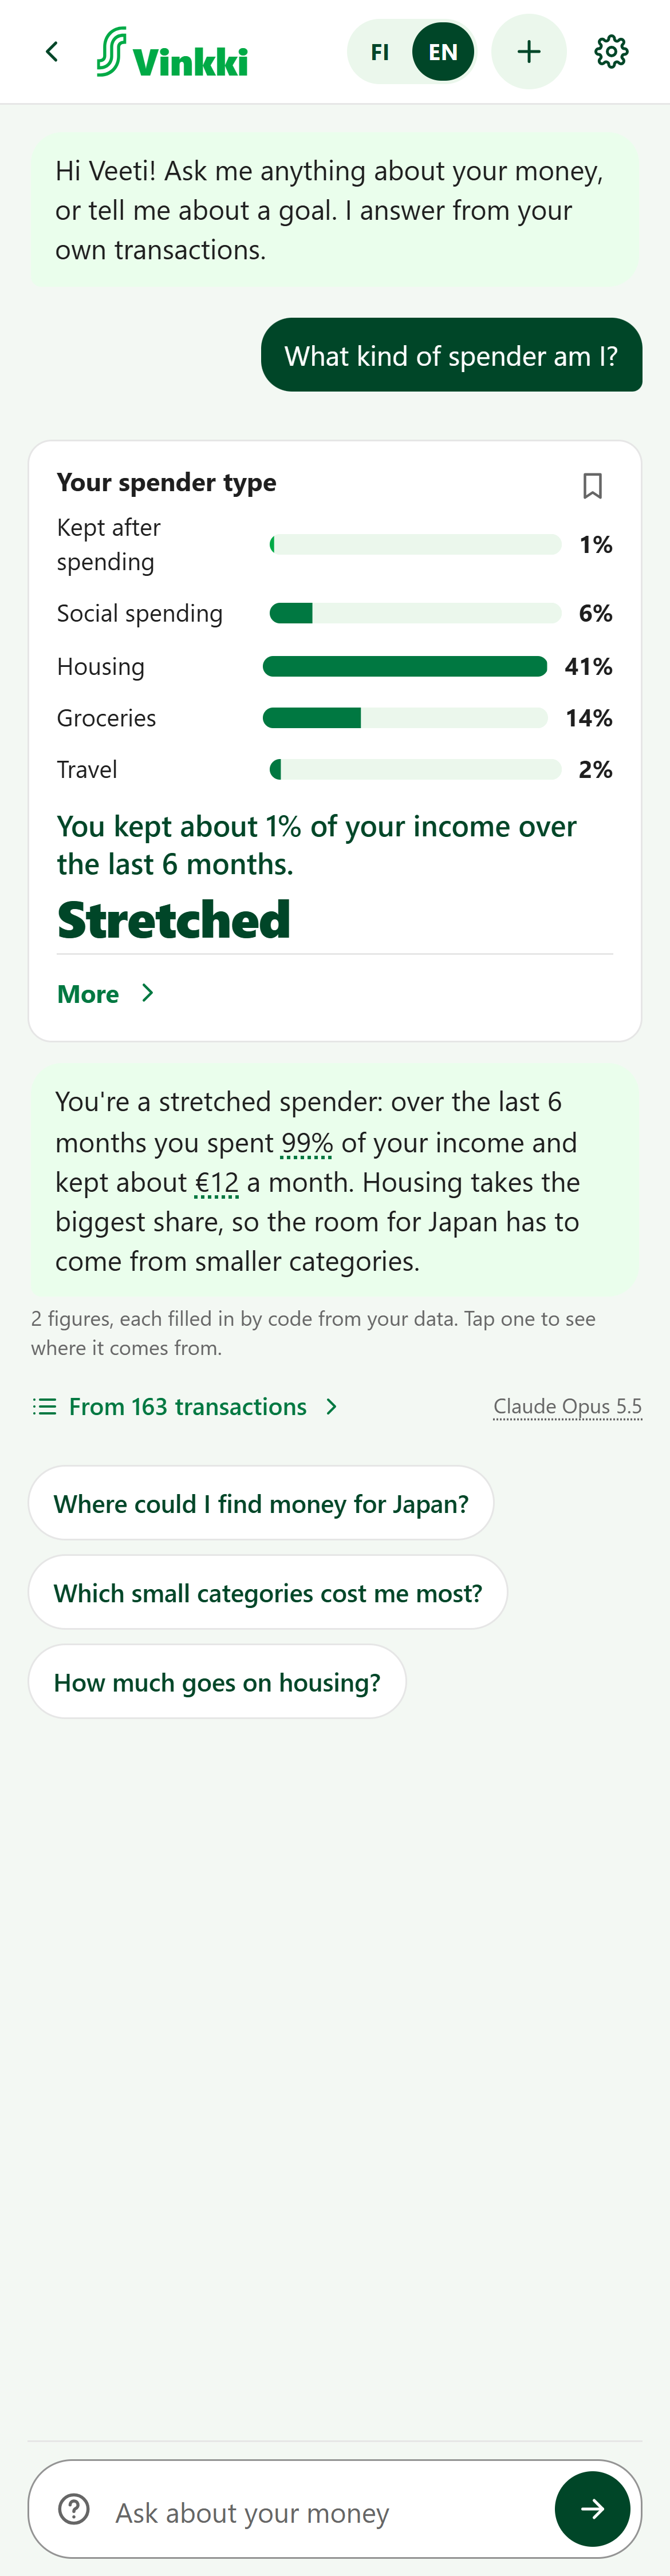 Vinkki
FI EN
Hi Veeti! Ask me anything about your money,
or tell me about a goal. I answer from your
own transactions.
What kind of spender am I?
Your spender type
Kept after
spending
1%
Social spending 6%
Housing 41%
Groceries 14%
Travel 2%
You kept about 1% of your income over
the last 6 months.
Stretched
More
You're a stretched spender: over the last 6
months you spent 99% of your income and
kept about €12 a month. Housing takes the
biggest share, so the room for Japan has to
come from smaller categories.
2 figures, each filled in by code from your data. Tap one to see
where it comes from.
From 163 transactions
Claude Opus 5.5
Where could I find money for Japan?
Which small categories cost me most?
How much goes on housing?
Ask about your money